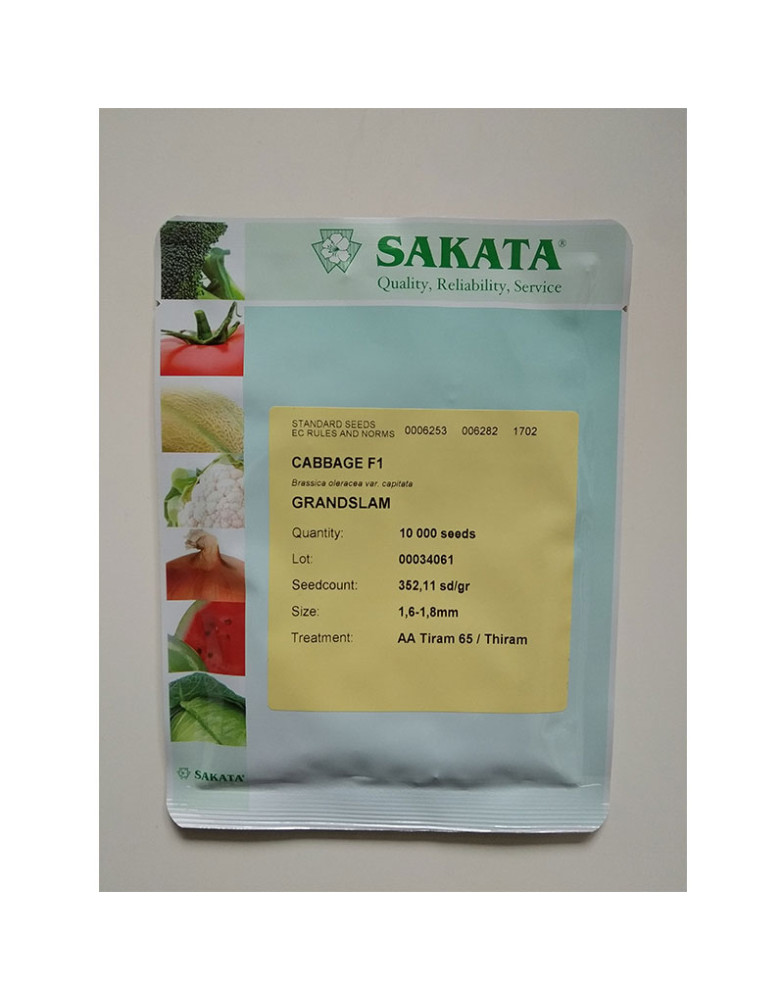 SAKATA®
Quality, Reliability, Service
STANDARD SEEDS
EC RULES AND NORMS 0006253 006282 1702
CABBAGE F1
Brassica oleracea var. capitata
GRANDSLAM
Quantity: 10 000 seeds
Lot: 00034061
Seedcount: 352,11 sd/gr
Size: 1,6-1,8mm
Treatment: AA Tiram 65 / Thiram
SAKATA®